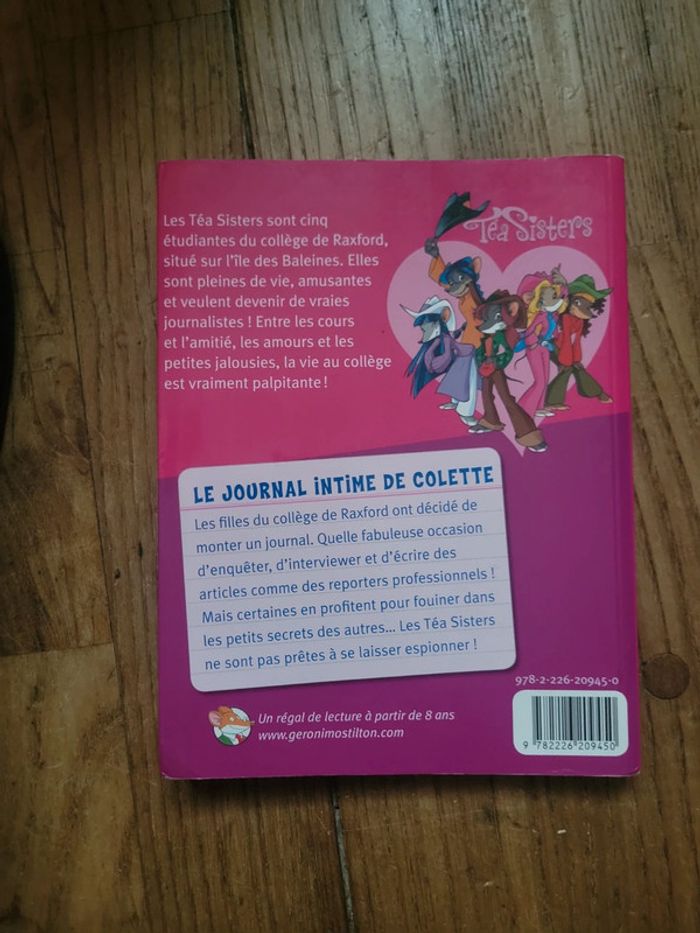 Les Téa Sisters sont cinq
étudiantes du collège de Raxford,
situé sur l'île des Baleines. Elles
sont pleines de vie, amusantes
et veulent devenir de vraies
journalistes ! Entre les cours
et l'amitié, les amours et les
petites jalousies, la vie au collège
est vraiment palpitante !
Téa Sisters
LE JOURNAL INTIME DE COLETTE
Les filles du collège de Raxford ont décidé de
monter un journal. Quelle fabuleuse occasion
d'enquêter, d'interviewer et d'écrire des
articles comme des reporters professionnels !
Mais certaines en profitent pour fouiner dans
les petits secrets des autres... Les Téa Sisters
ne sont pas prêtes à se laisser espionner !
978-2-226-20945-0
Un régal de lecture à partir de 8 ans
www.geronimostilton.com
9 782226 209450